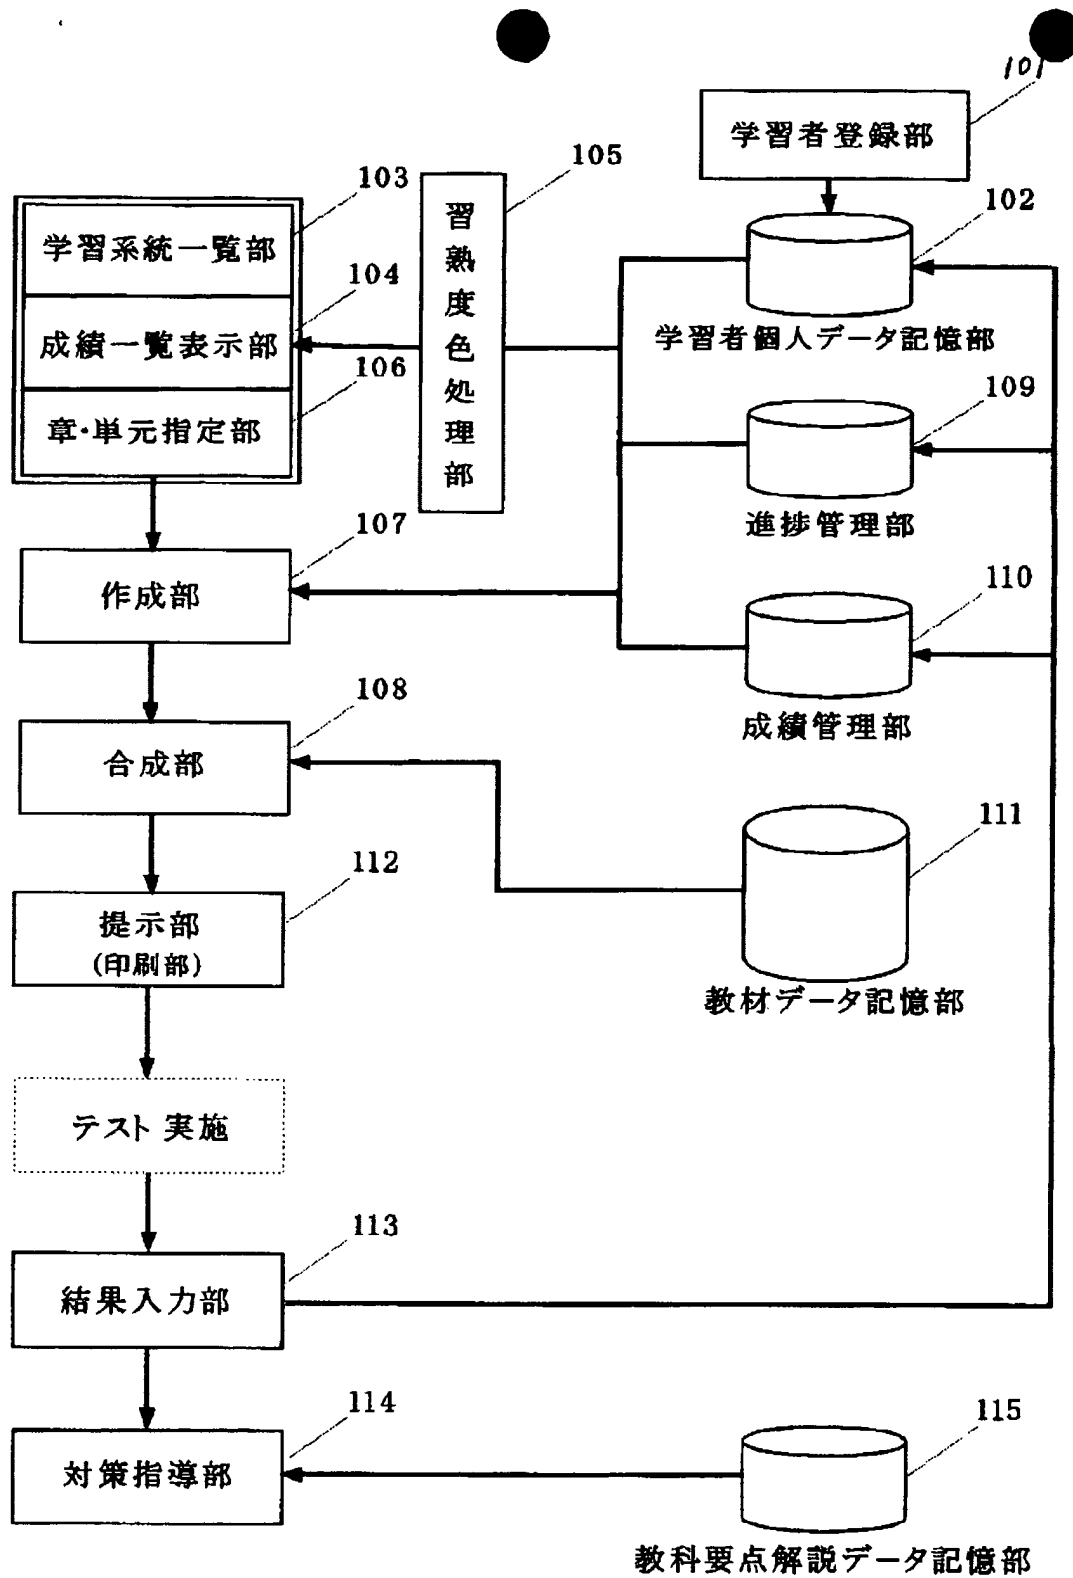 101
学習者登録部
105
103
習熟度色処理部
102
学習系統一覧部
104
成績一覧表示部
学習者個人データ記憶部
106
109
章・単元指定部
107
進捗管理部
作成部
110
108
成績管理部
合成部
111
112
提示部
(印刷部)
教材データ記憶部
テスト 実施
113
結果入力部
114
115
対策指導部
教科要点解説データ記憶部